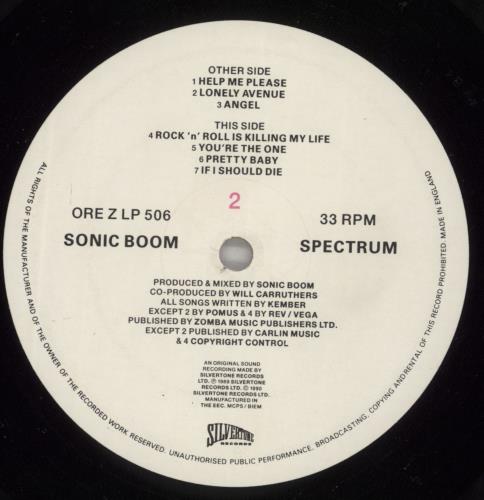 OTHER SIDE
1 HELP ME PLEASE
2 LONELY AVENUE
3 ANGEL
THIS SIDE
4 ROCK 'n' ROLL IS KILLING MY LIFE
5 YOU'RE THE ONE
6 PRETTY BABY
7 IF I SHOULD DIE
2
ORE Z LP 506
33 RPM
SONIC BOOM
SPECTRUM
PRODUCED & MIXED BY SONIC BOOM
CO-PRODUCED BY WILL CARRUTHERS
ALL SONGS WRITTEN BY KEMBER
EXCEPT 2 BY POMUS & 4 BY REV / VEGA
PUBLISHED BY ZOMBA MUSIC PUBLISHERS LTD.
EXCEPT 2 PUBLISHED BY CARLIN MUSIC
& 4 COPYRIGHT CONTROL
AN ORIGINAL SOUND
RECORDING MADE BY
SILVERTONE RECORDS
LTD. ℗ 1989 SILVERTONE
RECORDS LTD. © 1990
SILVERTONE RECORDS LTD.
MANUFACTURED IN
THE EEC. MCPS / BIEM
SILVERTONE
RECORDS
ALL RIGHTS OF THE MANUFACTURER AND OF THE OWNER OF THE RECORDED WORK RESERVED. UNAUTHORISED PUBLIC PERFORMANCE. BROADCASTING. COPYING AND RENTAL OF THIS RECORD PROHIBITED. MADE IN ENGLAND